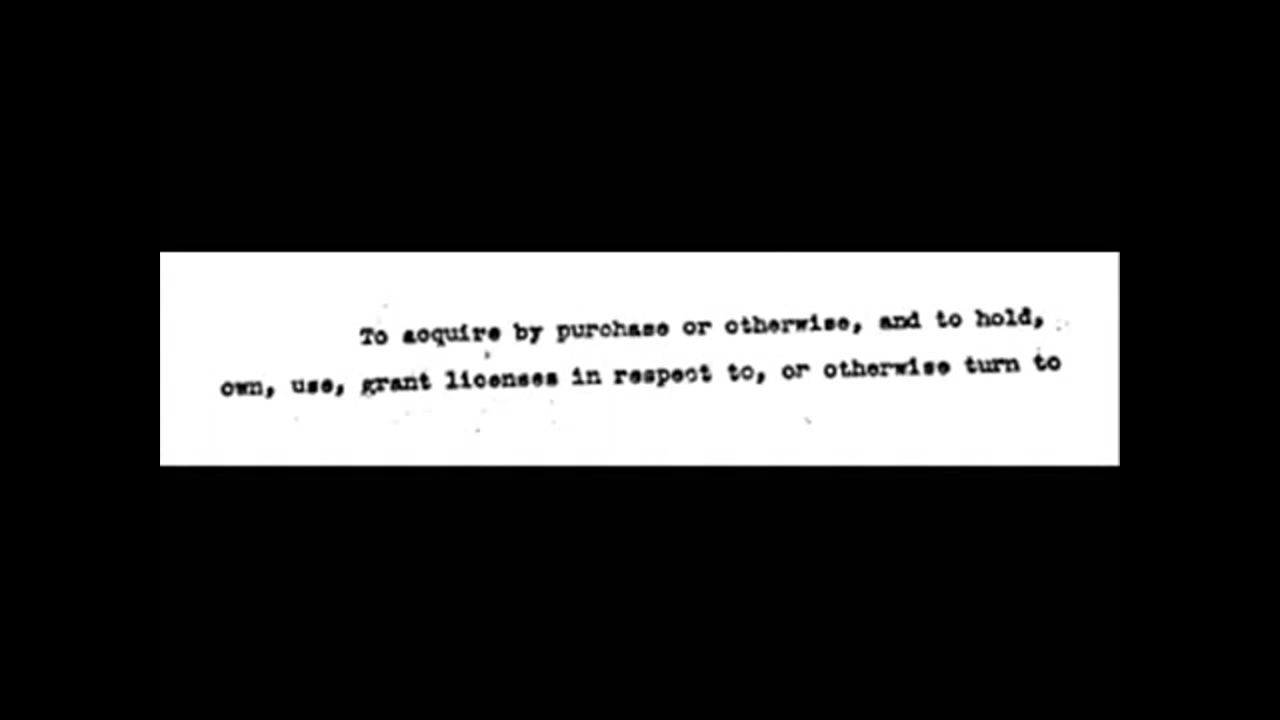 To acquire by purchase or otherwise, and to hold,
own, use, grant licenses in respect to, or otherwise turn to